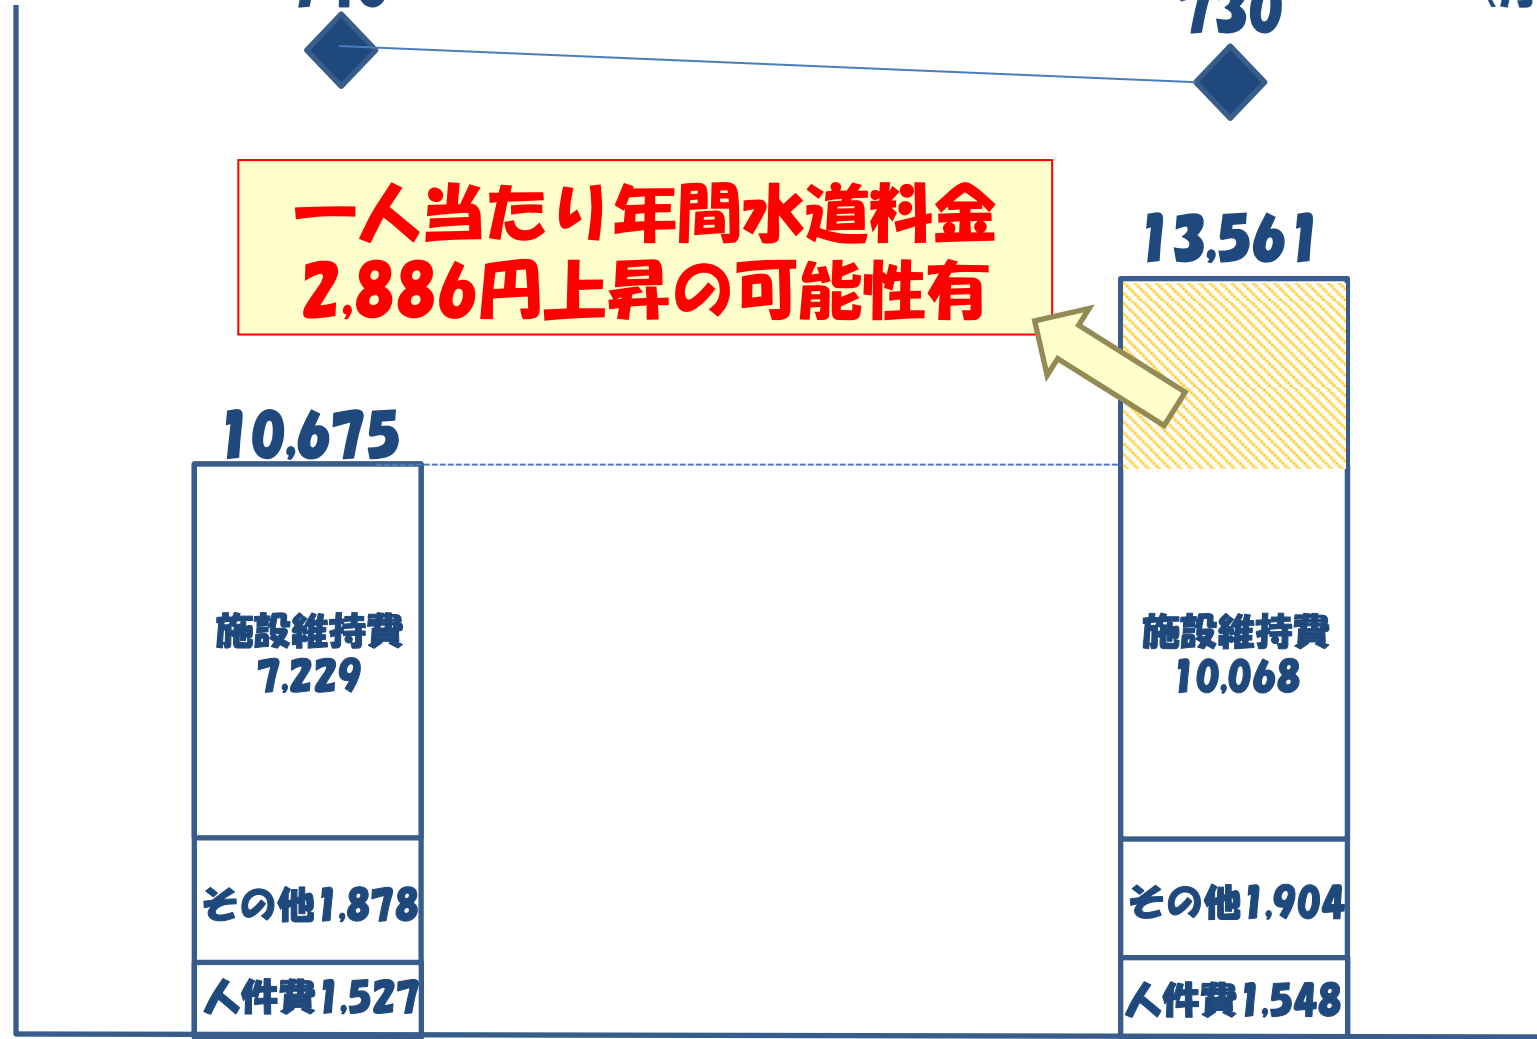 730
一人当たり年間水道料金
2,886円上昇の可能性有
13,561
10,675
施設維持費
7,229
施設維持費
10,068
その他1,878
その他1,904
人件費1,527
人件費1,548